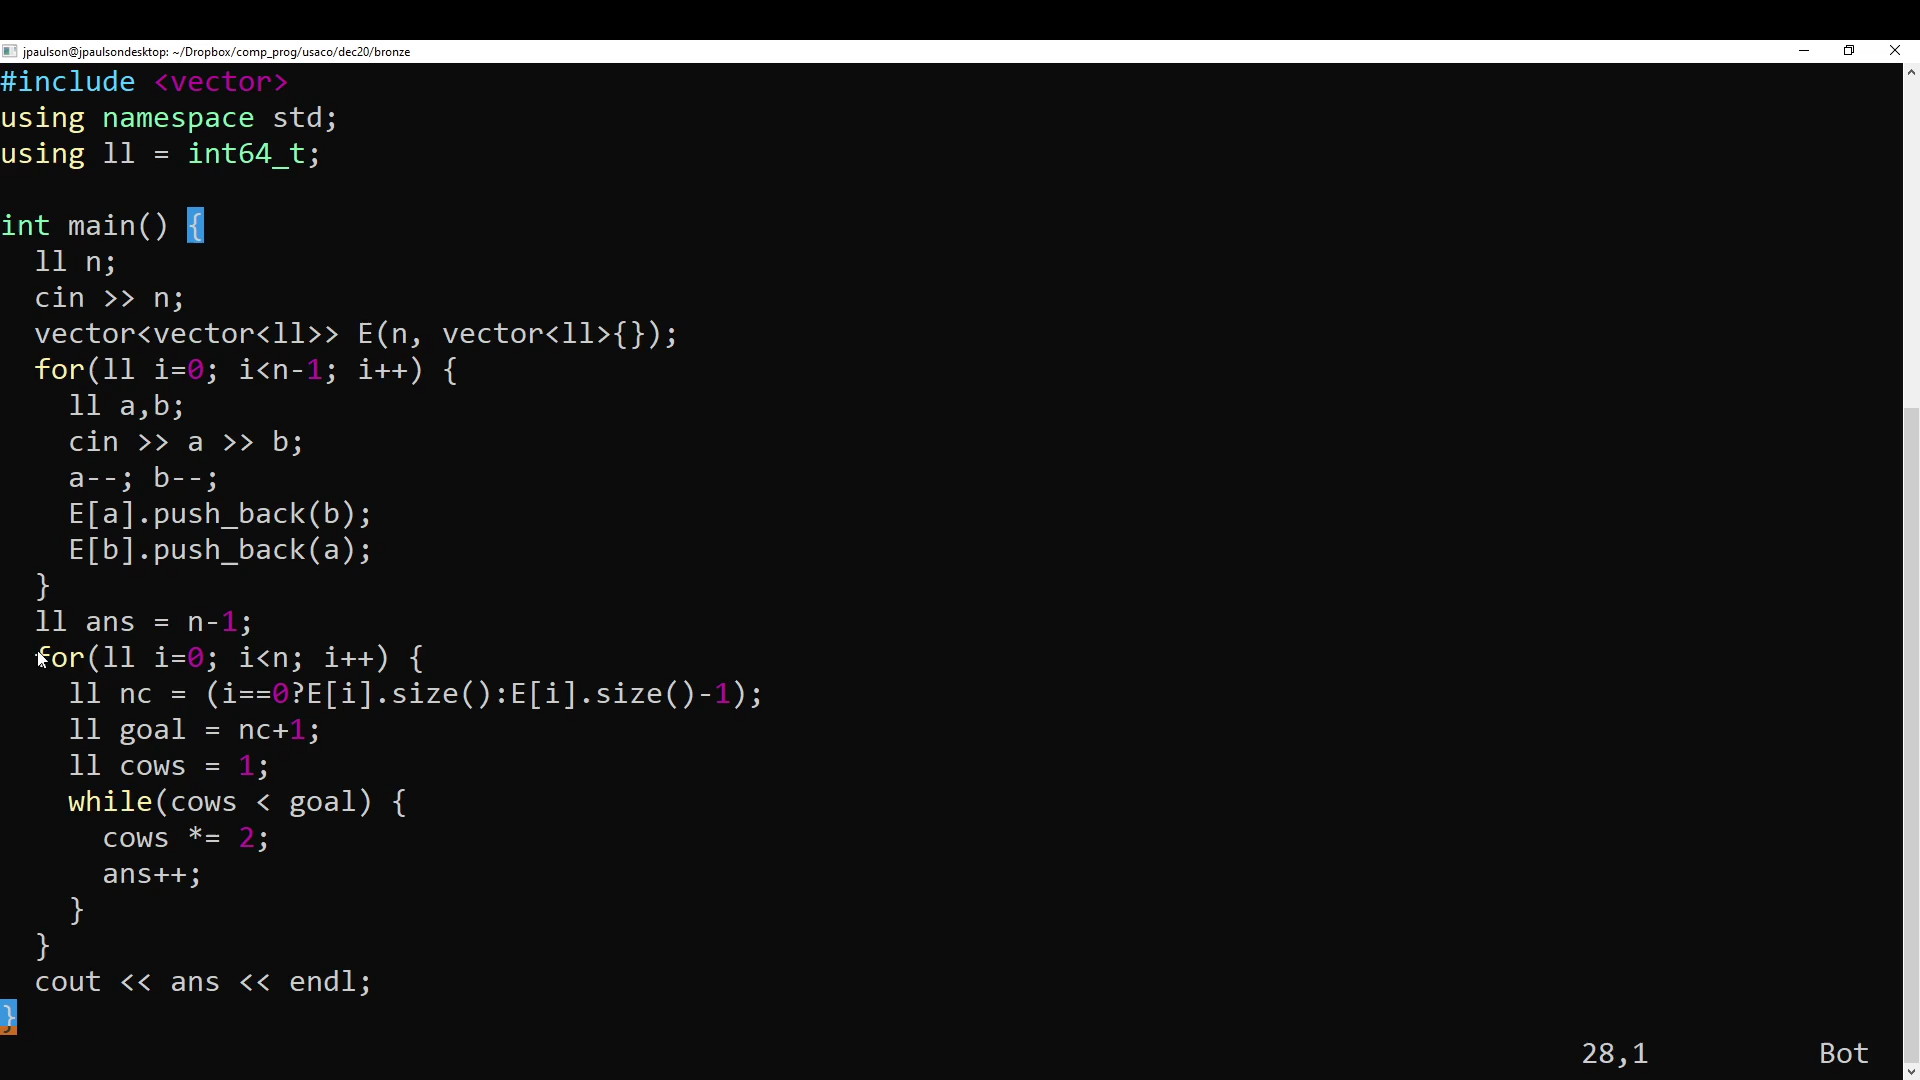 jpaulson@jpaulsondesktop: ~/Dropbox/comp_prog/usaco/dec20/bronze
#include <vector>
using namespace std;
using ll = int64_t;
int main() {
  ll n;
  cin >> n;
  vector<vector<ll>> E(n, vector<ll>{});
  for(ll i=0; i<n-1; i++) {
    ll a,b;
    cin >> a >> b;
    a--; b--;
    E[a].push_back(b);
    E[b].push_back(a);
  }
  ll ans = n-1;
  for(ll i=0; i<n; i++) {
    ll nc = (i==0?E[i].size():E[i].size()-1);
    ll goal = nc+1;
    ll cows = 1;
    while(cows < goal) {
      cows *= 2;
      ans++;
    }
  }
  cout << ans << endl;
}
28,1 Bot